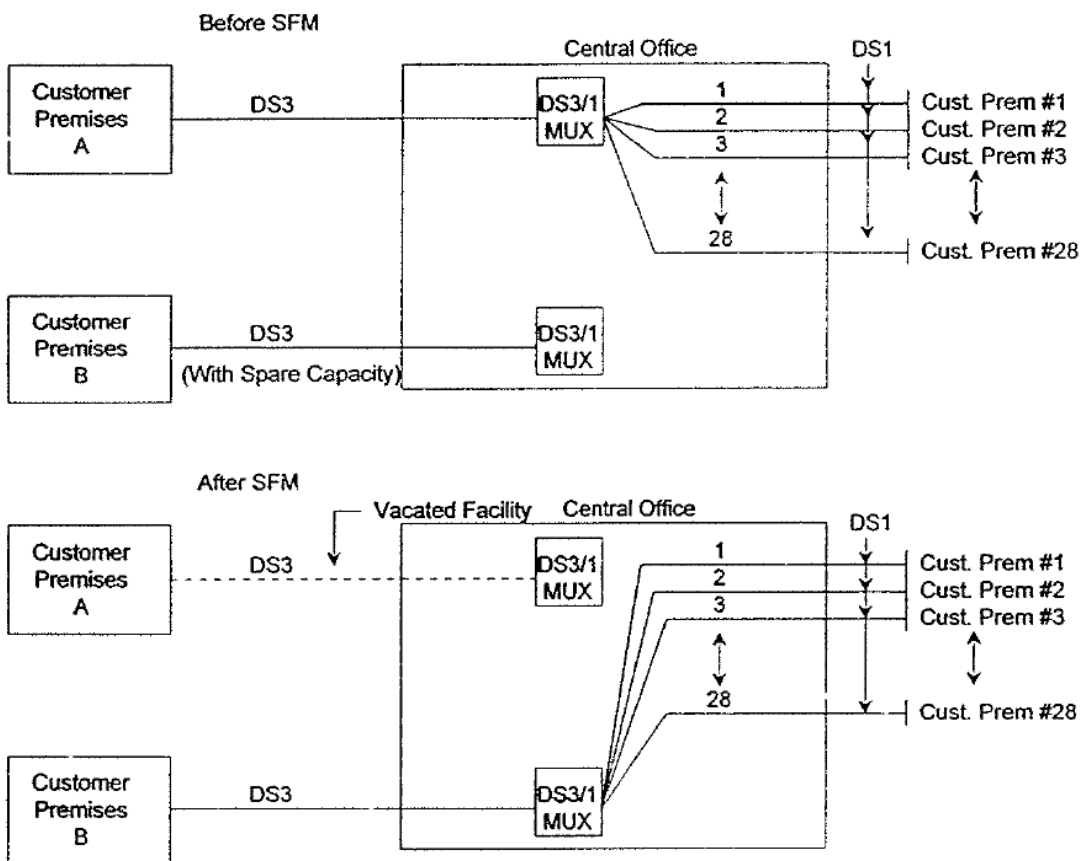 Before SFM
Central Office
DS1
Customer
Premises
A
DS3
DS3/1
MUX
1
2
3
28
Cust. Prem #1
Cust. Prem #2
Cust. Prem #3
Cust. Prem #28
Customer
Premises
B
DS3
(With Spare Capacity)
DS3/1
MUX
After SFM
Vacated Facility
Central Office
DS1
Customer
Premises
A
DS3
DS3/1
MUX
1
2
3
28
Cust. Prem #1
Cust. Prem #2
Cust. Prem #3
Cust. Prem #28
Customer
Premises
B
DS3
DS3/1
MUX